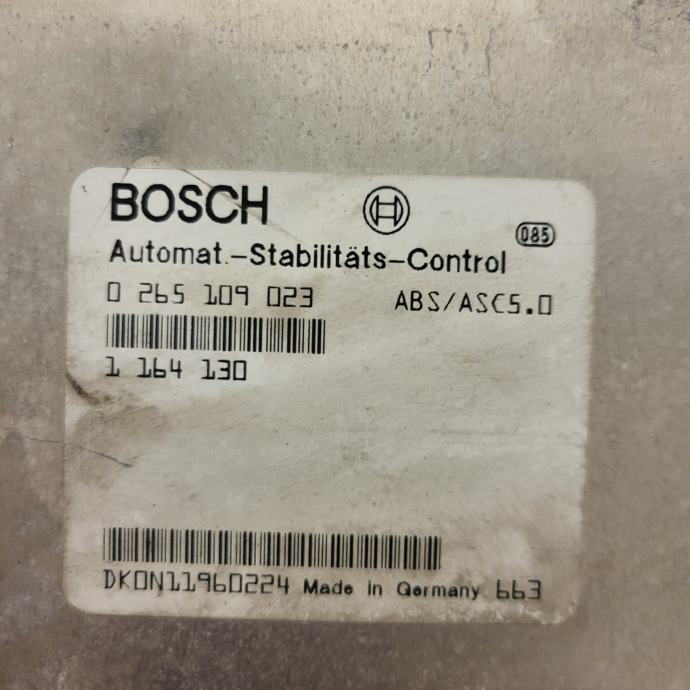 BOSCH
085
Automat.-Stabilitäts-Control
0 265 109 023 ABS/ASC5.0
1 164 130
DKON11960224 Made in Germany 663